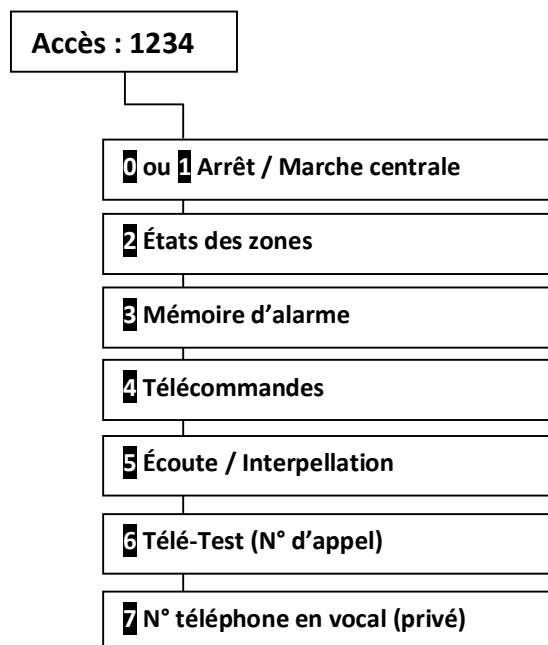 Accès : 1234
0 ou 1 Arrêt / Marche centrale
2 États des zones
3 Mémoire d’alarme
4 Télécommandes
5 Écoute / Interpellation
6 Télé-Test (N° d’appel)
7 N° téléphone en vocal (privé)